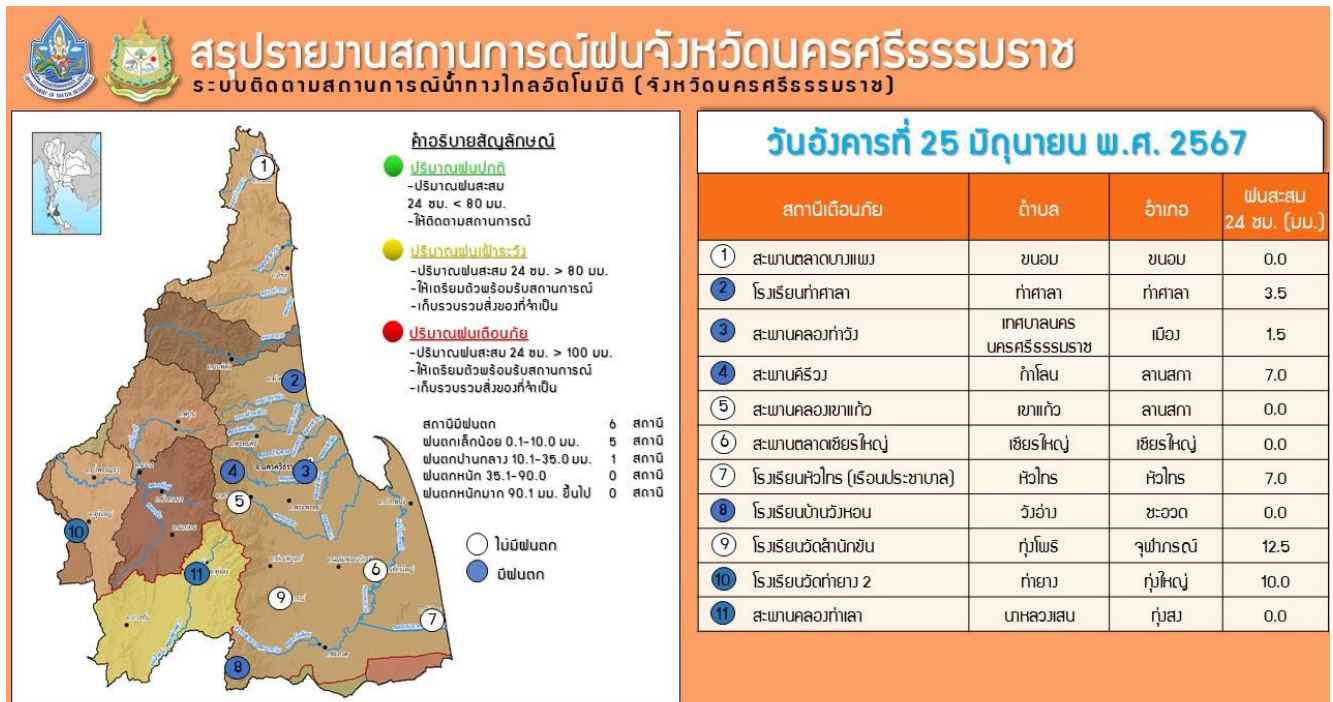 สรุปรายงานสถานการณ์ฝนจังหวัดนครศรีธรรมราช
ระบบติดตามสถานการณ์น้ำทางไกลอัตโนมัติ (จังหวัดนครศรีธรรมราช)
คำอธิบายสัญลักษณ์
ปริมาณฝนปกติ
-ปริมาณฝนสะสม
24 ชม. < 80 มม.
-ให้ติดตามสถานการณ์
ปริมาณฝนเฝ้าระวัง
-ปริมาณฝนสะสม 24 ชม. > 80 มม.
-ให้เตรียมตัวพร้อมรับสถานการณ์
-เก็บรวบรวมสิ่งของที่จำเป็น
ปริมาณฝนเตือนภัย
-ปริมาณฝนสะสม 24 ชม. > 100 มม.
-ให้เตรียมตัวพร้อมรับสถานการณ์
-เก็บรวบรวมสิ่งของที่จำเป็น
สถานีมีฝนตก 6 สถานี
ฝนตกเล็กน้อย 0.1-10.0 มม. 5 สถานี
ฝนตกปานกลาง 10.1-35.0 มม. 1 สถานี
ฝนตกหนัก 35.1-90.0 0 สถานี
ฝนตกหนักมาก 90.1 มม. ขึ้นไป 0 สถานี
ไม่มีฝนตก
มีฝนตก
1
2
4
3
5
10
11
6
9
7
8
วันอังคารที่ 25 มิถุนายน พ.ศ. 2567
สถานีเตือนภัย ตำบล อำเภอ ฝนสะสม
24 ชม. (มม.)
1 สะพานตลาดบางแพง ขนอม ขนอม 0.0
2 โรงเรียนท่าศาลา ท่าศาลา ท่าศาลา 3.5
3 สะพานคลองท่าวัง เทศบาลนคร
นครศรีธรรมราช เมือง 1.5
4 สะพานคีรีวง กำโลน ลานสกา 7.0
5 สะพานคลองเขาแก้ว เขาแก้ว ลานสกา 0.0
6 สะพานตลาดเชียรใหญ่ เชียรใหญ่ เชียรใหญ่ 0.0
7 โรงเรียนหัวไทร (เรือนประชาบาล) หัวไทร หัวไทร 7.0
8 โรงเรียนบ้านวังหอน วังอ่าง ชะอวด 0.0
9 โรงเรียนวัดสำนักขัน ทุ่งโพธิ จุฬาภรณ์ 12.5
10 โรงเรียนวัดท่ายาง 2 ท่ายาง ทุ่งใหญ่ 10.0
11 สะพานคลองท่าเลา นาหลวงเสน ทุ่งสง 0.0